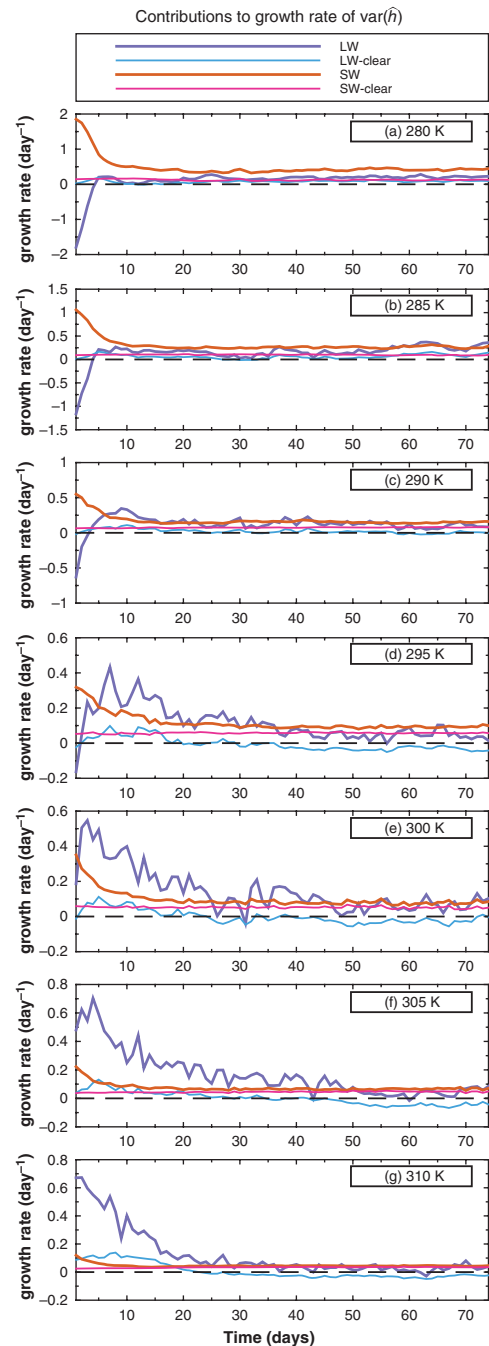 Contributions to growth rate of var(ĥ)
LW
LW-clear
SW
SW-clear
growth rate (day⁻¹)
2
1
0
−1
−2
(a) 280 K
10 20 30 40 50 60 70
growth rate (day⁻¹)
1.5
1
0.5
0
−0.5
−1
−1.5
(b) 285 K
10 20 30 40 50 60 70
growth rate (day⁻¹)
1
0.5
0
−0.5
−1
(c) 290 K
10 20 30 40 50 60 70
growth rate (day⁻¹)
0.6
0.4
0.2
0
−0.2
(d) 295 K
10 20 30 40 50 60 70
growth rate (day⁻¹)
0.6
0.4
0.2
0
−0.2
(e) 300 K
10 20 30 40 50 60 70
growth rate (day⁻¹)
0.8
0.6
0.4
0.2
0
−0.2
(f) 305 K
10 20 30 40 50 60 70
growth rate (day⁻¹)
0.8
0.6
0.4
0.2
0
−0.2
(g) 310 K
10 20 30 40 50 60 70
Time (days)